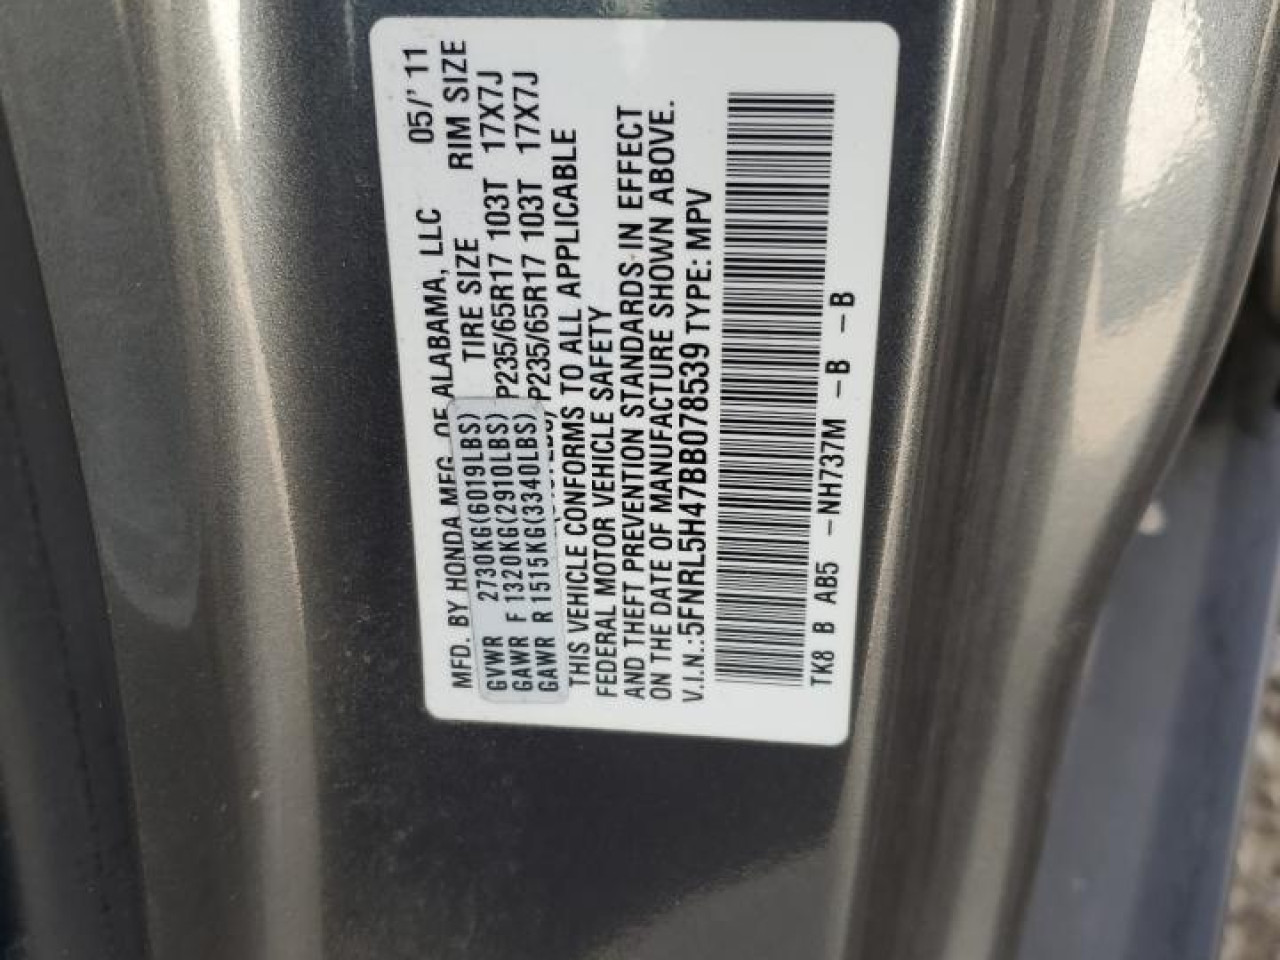 MFD. BY HONDA MFG. OF ALABAMA, LLC 05/'11
TIRE SIZE RIM SIZE
GVWR 2730KG(6019LBS)
GAWR F 1320KG(2910LBS) P235/65R17 103T 17X7J
GAWR R 1515KG(3340LBS) P235/65R17 103T 17X7J
THIS VEHICLE CONFORMS TO ALL APPLICABLE
FEDERAL MOTOR VEHICLE SAFETY
AND THEFT PREVENTION STANDARDS IN EFFECT
ON THE DATE OF MANUFACTURE SHOWN ABOVE.
V.I.N.:5FNRL5H47BB078539 TYPE: MPV
TK8 B AB5 -NH737M -B -B